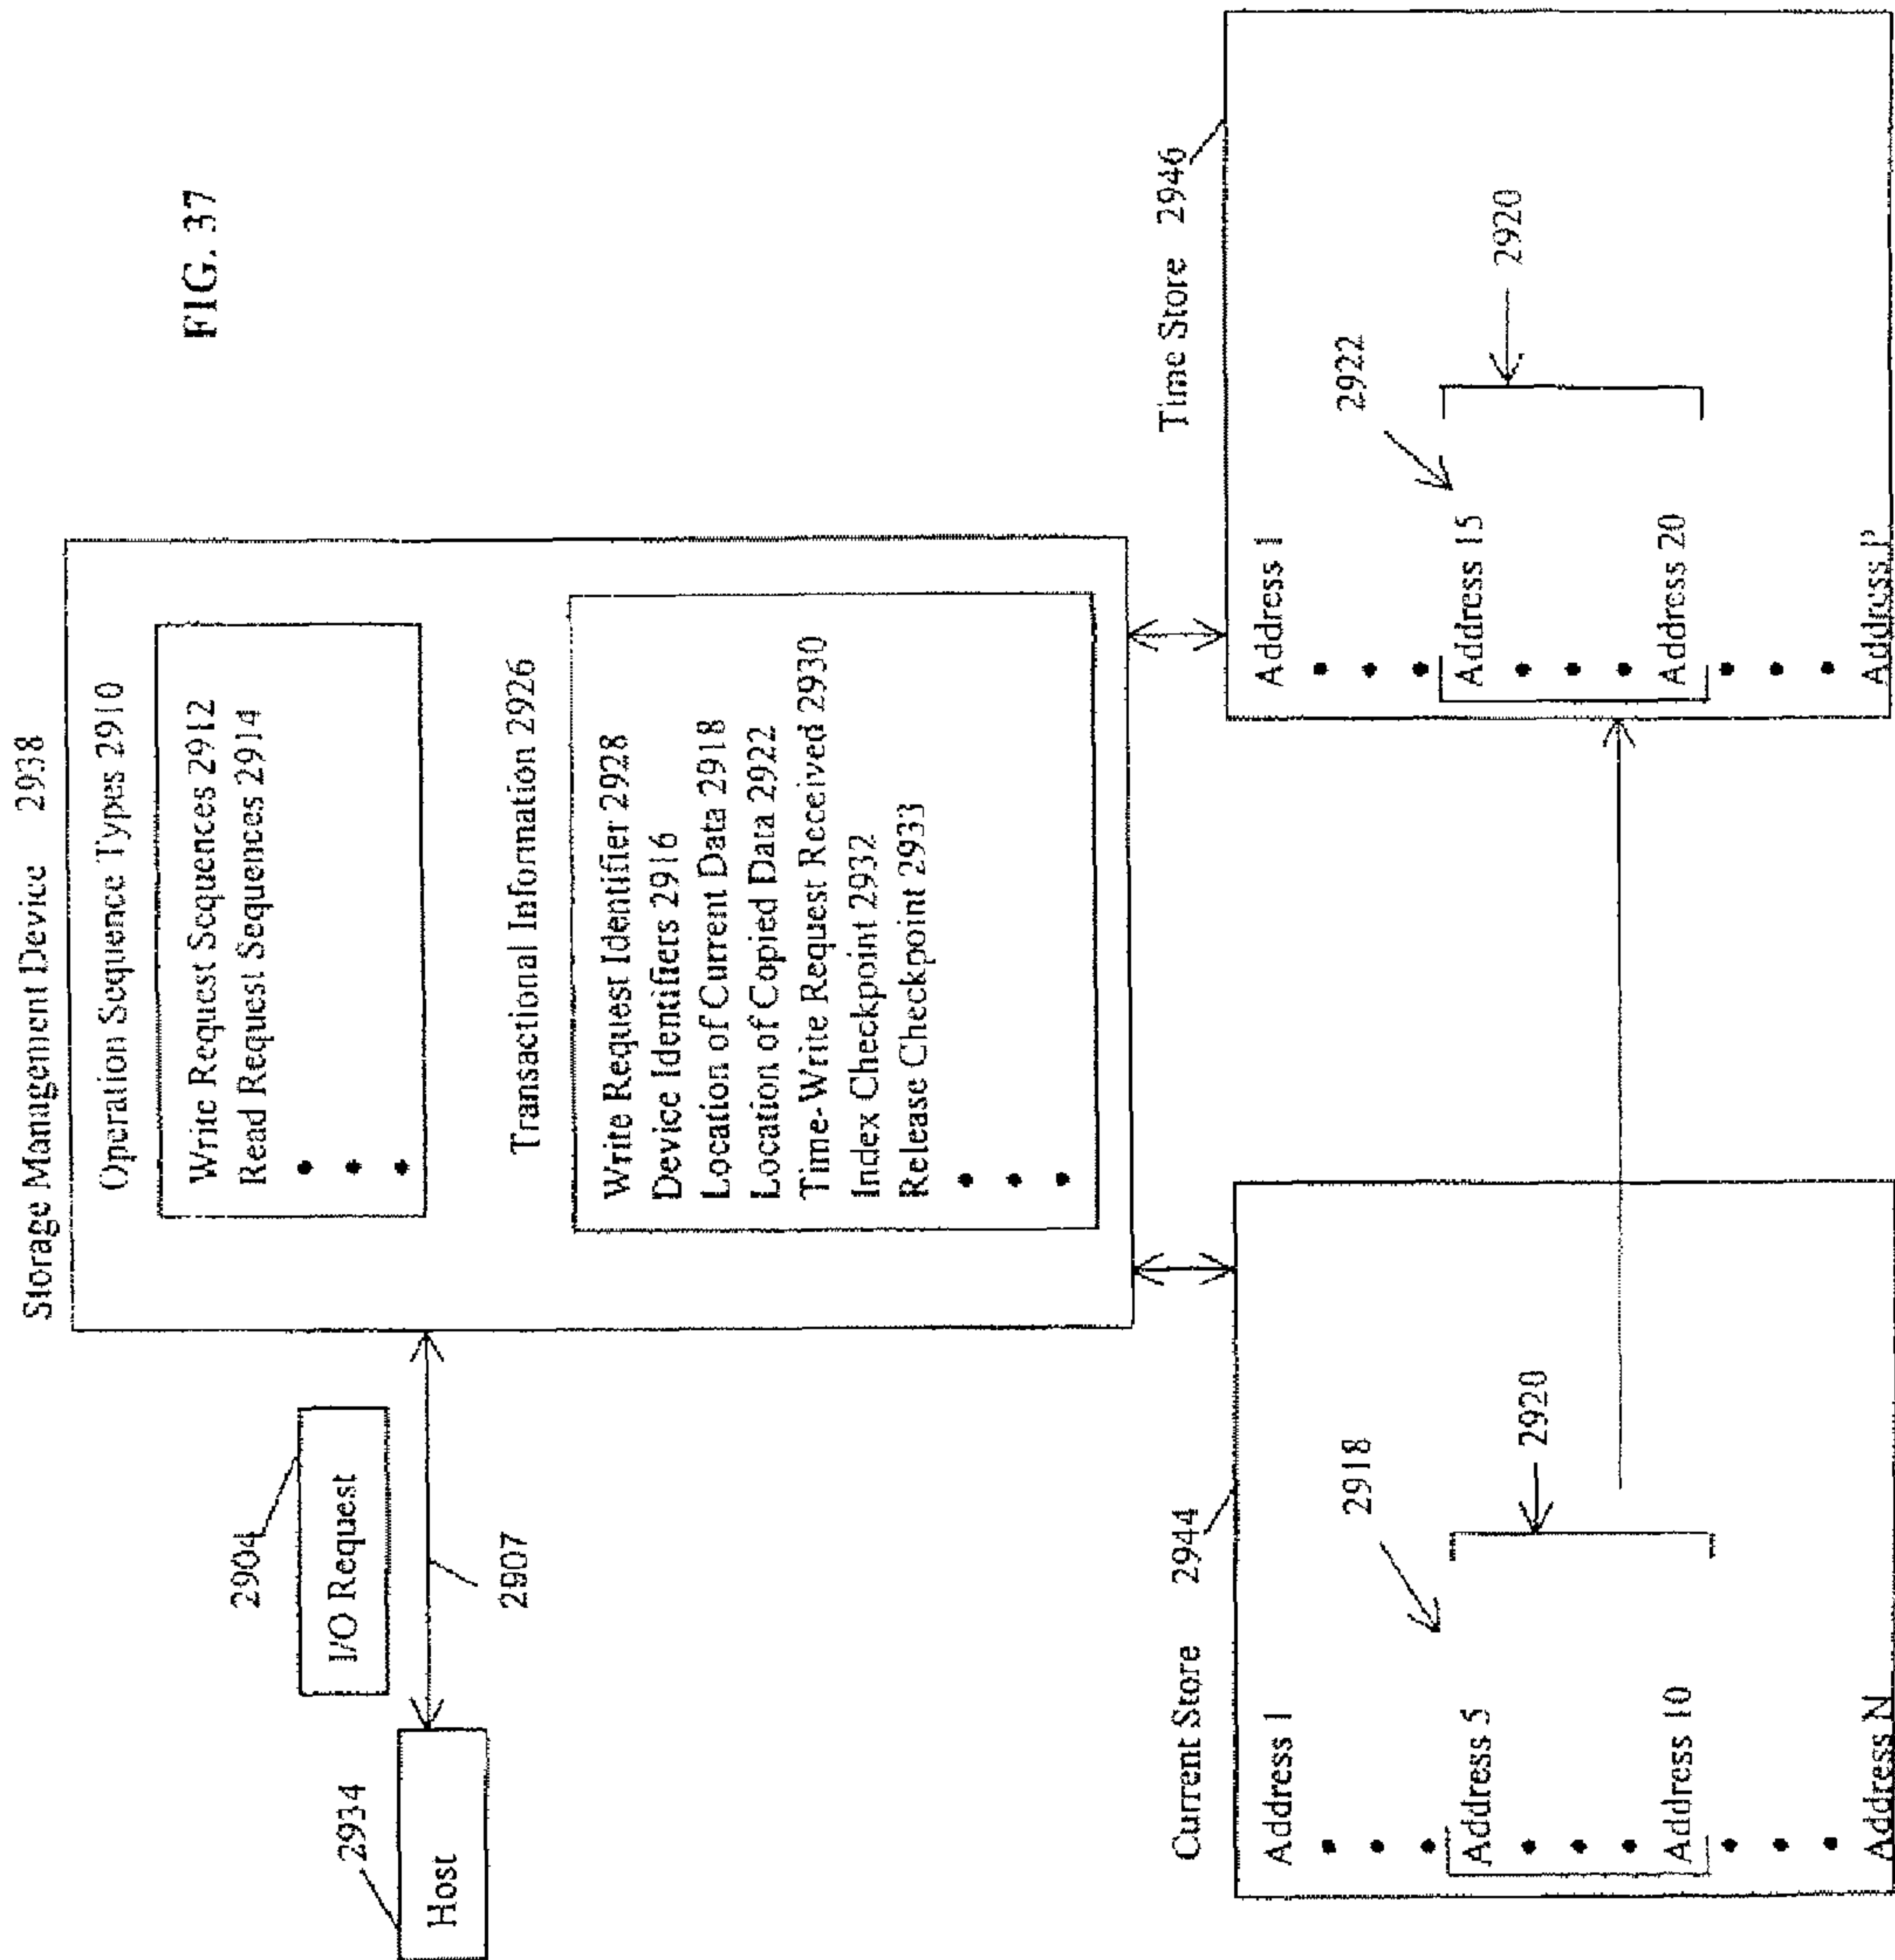 FIG. 37
Storage Management Device 2938
Operation Sequence Types 2910
Write Request Sequences 2912
Read Request Sequences 2914
Transactional Information 2926
Write Request Identifier 2928
Device Identifiers 2916
Location of Current Data 2918
Location of Copied Data 2922
Time-Write Request Received 2930
Index Checkpoint 2932
Release Checkpoint 2933
2904
I/O Request
2934
Host
2907
Current Store 2944
Address 1
2918
Address 5
2920
Address 10
Address N
Time Store 2946
Address 1
2922
Address 15
2920
Address 20
Address P